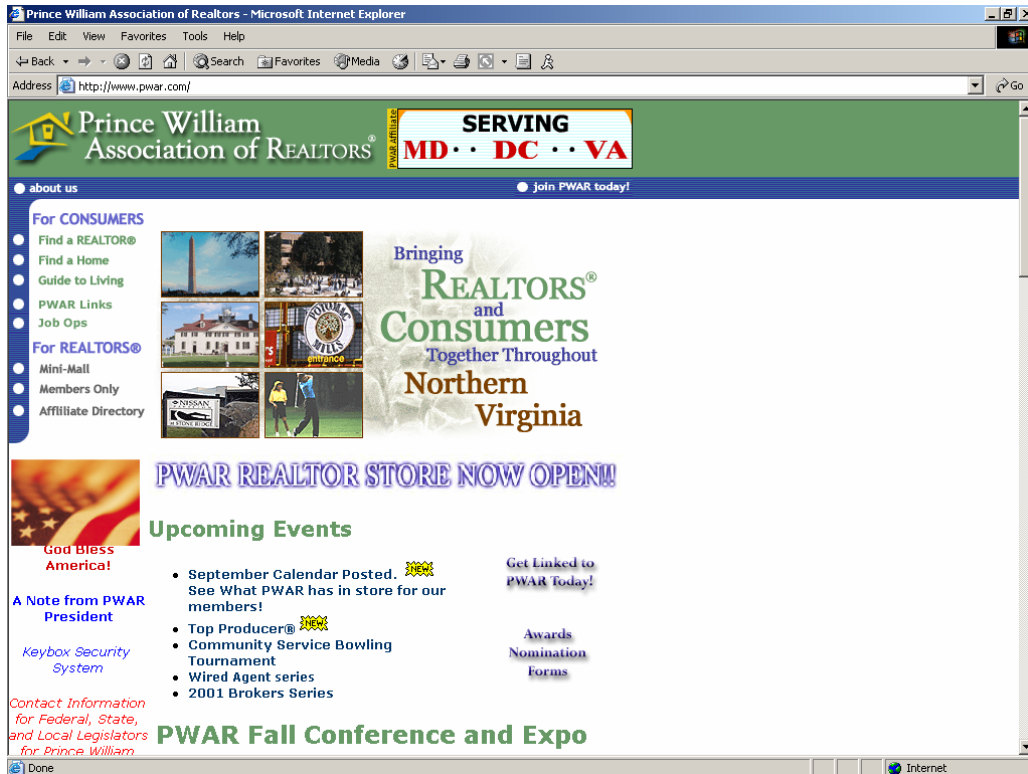 Prince William Association of Realtors - Microsoft Internet Explorer
File Edit View Favorites Tools Help
Back Search Favorites Media
Address http://www.pwar.com/ Go
Prince William
Association of REALTORS®
PWAR Affiliate
SERVING
MD·· DC ··VA
about us
join PWAR today!
For CONSUMERS
Find a REALTOR®
Find a Home
Guide to Living
PWAR Links
Job Ops
For REALTORS®
Mini-Mall
Members Only
Affliliate Directory
POTOMAC
MILLS
entrance
NISSAN
AT STONE RIDGE
Bringing
REALTORS®
and
Consumers
Together Throughout
Northern
Virginia
PWAR REALTOR STORE NOW OPEN!!
God Bless
America!
A Note from PWAR
President
Keybox Security
System
Contact Information
for Federal, State,
and Local Legislators
for Prince William
Upcoming Events
September Calendar Posted. NEW
See What PWAR has in store for our
members!
Top Producer® NEW
Community Service Bowling
Tournament
Wired Agent series
2001 Brokers Series
Get Linked to
PWAR Today!
Awards
Nomination
Forms
PWAR Fall Conference and Expo
Done
Internet